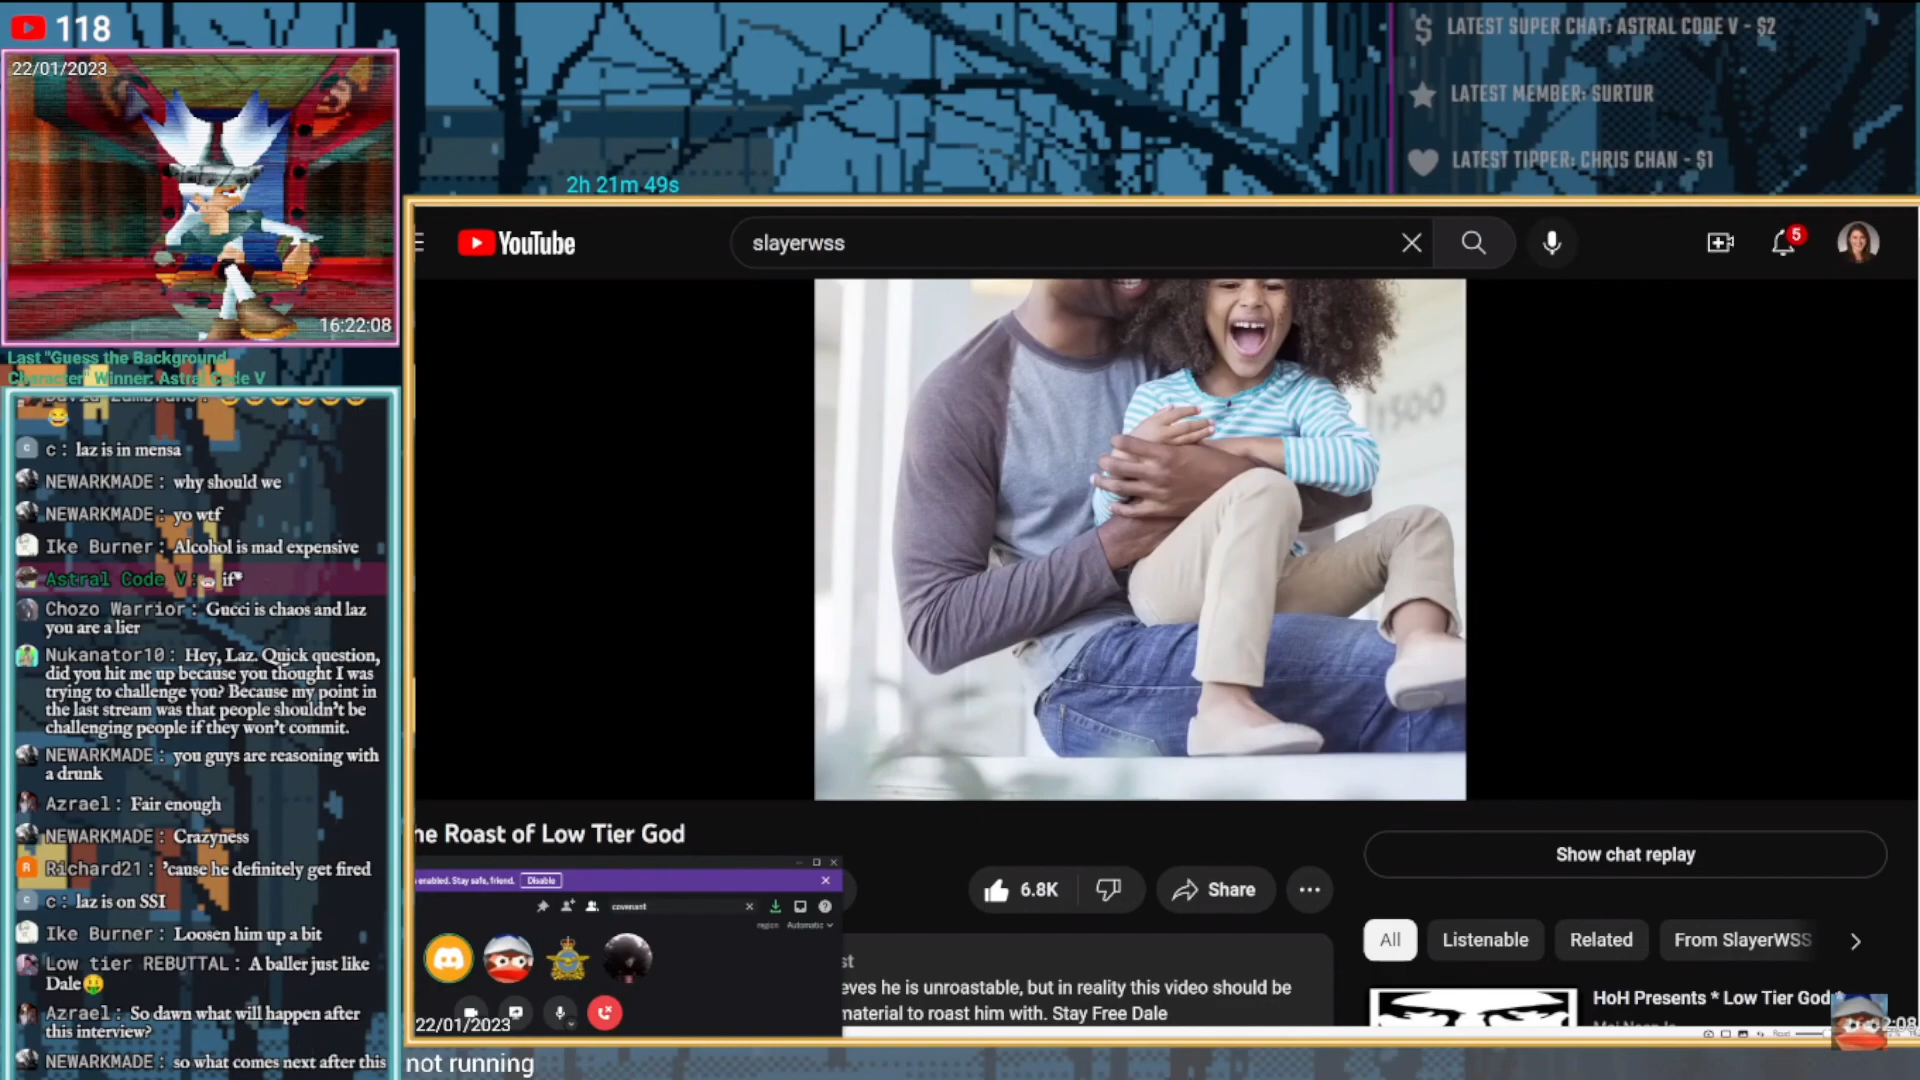 118
22/01/2023
16:22:08
Last "Guess the Background
Character" Winner: Astral Code V
c: laz is in mensa
NEWARKMADE: why should we
NEWARKMADE: yo wtf
Ike Burner: Alcohol is mad expensive
Astral Code V: if*
Chozo Warrior: Gucci is chaos and laz
you are a lier
Nukanator10: Hey, Laz. Quick question,
did you hit me up because you thought I was
trying to challenge you? Because my point in
the last stream was that people shouldn't be
challenging people if they won't commit.
NEWARKMADE: you guys are reasoning with
a drunk
Azrael: Fair enough
NEWARKMADE: Crazyness
Richard21: 'cause he definitely get fired
c: laz is on SSI
Ike Burner: Loosen him up a bit
Low tier REBUTTAL: A baller just like
Dale🤑
Azrael: So dawn what will happen after
this interview?
NEWARKMADE: so what comes next after this
2h 21m 49s
LATEST SUPER CHAT: ASTRAL CODE V - $2
LATEST MEMBER: SURTUR
LATEST TIPPER: CHRIS CHAN - $1
YouTube
slayerwss
5
1500
he Roast of Low Tier God
enabled. Stay safe, friend. Disable
covenant
region Automatic
6.8K
Share
st
eves he is unroastable, but in reality this video should be
material to roast him with. Stay Free Dale
22/01/2023
Show chat replay
All
Listenable
Related
From SlayerWSS
HoH Presents * Low Tier God *
2:08
not running